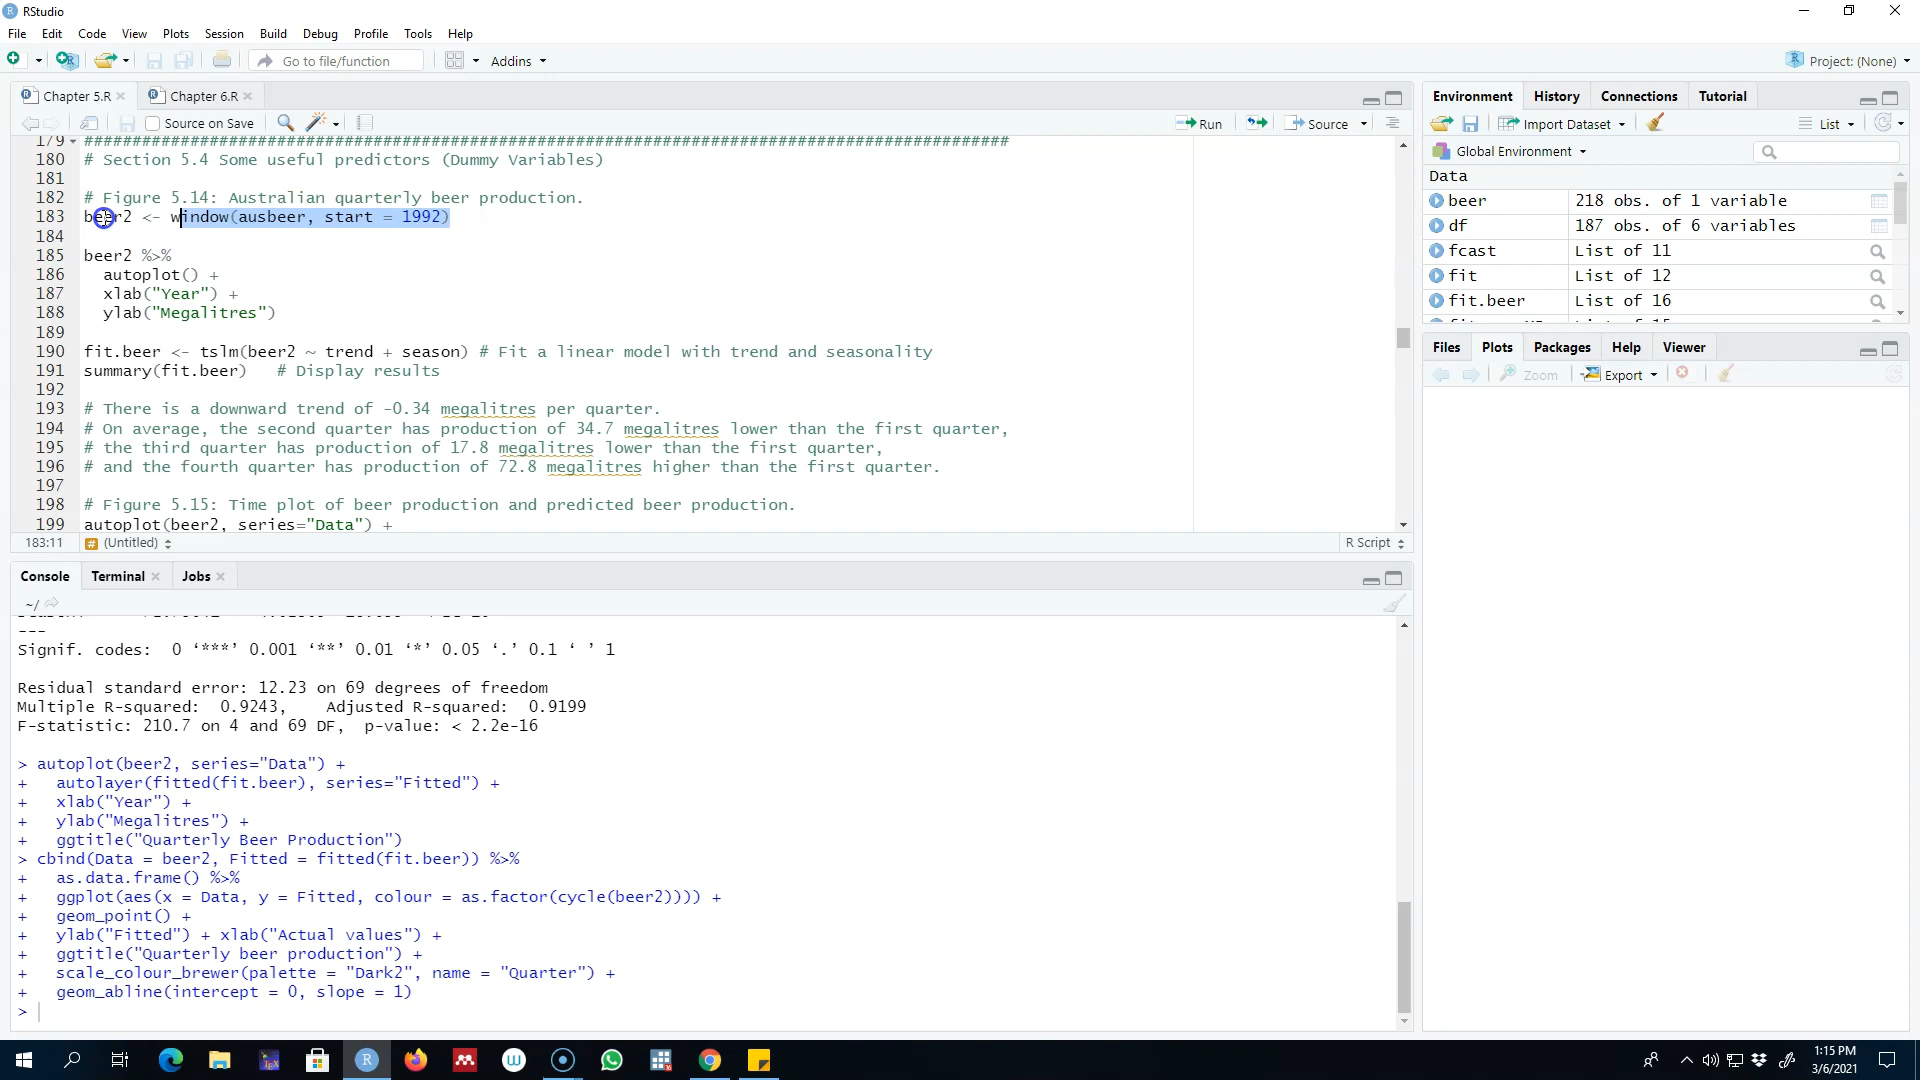 RStudio
File Edit Code View Plots Session Build Debug Profile Tools Help
Go to file/function Addins Project: (None)
Chapter 5.R Chapter 6.R
Source on Save Run Source
179 ################################################################################################
180 # Section 5.4 Some useful predictors (Dummy Variables)
181
182 # Figure 5.14: Australian quarterly beer production.
183 beer2 <- window(ausbeer, start = 1992)
184
185 beer2 %>%
186 autoplot() +
187 xlab("Year") +
188 ylab("Megalitres")
189
190 fit.beer <- tslm(beer2 ~ trend + season) # Fit a linear model with trend and seasonality
191 summary(fit.beer) # Display results
192
193 # There is a downward trend of -0.34 megalitres per quarter.
194 # On average, the second quarter has production of 34.7 megalitres lower than the first quarter,
195 # the third quarter has production of 17.8 megalitres lower than the first quarter,
196 # and the fourth quarter has production of 72.8 megalitres higher than the first quarter.
197
198 # Figure 5.15: Time plot of beer production and predicted beer production.
199 autoplot(beer2, series="Data") +
183:11 (Untitled) R Script
Console Terminal Jobs
~/
---
Signif. codes: 0 ‘***’ 0.001 ‘**’ 0.01 ‘*’ 0.05 ‘.’ 0.1 ‘ ’ 1
Residual standard error: 12.23 on 69 degrees of freedom
Multiple R-squared: 0.9243, Adjusted R-squared: 0.9199
F-statistic: 210.7 on 4 and 69 DF, p-value: < 2.2e-16
> autoplot(beer2, series="Data") +
+ autolayer(fitted(fit.beer), series="Fitted") +
+ xlab("Year") +
+ ylab("Megalitres") +
+ ggtitle("Quarterly Beer Production")
> cbind(Data = beer2, Fitted = fitted(fit.beer)) %>%
+ as.data.frame() %>%
+ ggplot(aes(x = Data, y = Fitted, colour = as.factor(cycle(beer2)))) +
+ geom_point() +
+ ylab("Fitted") + xlab("Actual values") +
+ ggtitle("Quarterly beer production") +
+ scale_colour_brewer(palette = "Dark2", name = "Quarter") +
+ geom_abline(intercept = 0, slope = 1)
>
Environment History Connections Tutorial
Import Dataset List
Global Environment
Data
beer 218 obs. of 1 variable
df 187 obs. of 6 variables
fcast List of 11
fit List of 12
fit.beer List of 16
Files Plots Packages Help Viewer
Zoom Export
1:15 PM
3/6/2021